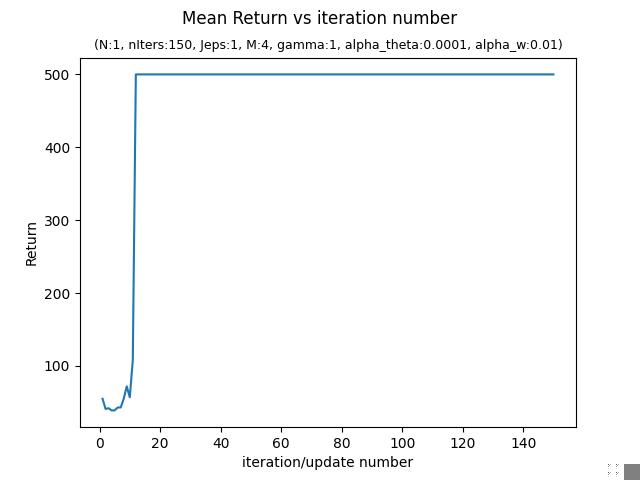 Mean Return vs iteration number
(N:1, nIters:150, Jeps:1, M:4, gamma:1, alpha_theta:0.0001, alpha_w:0.01)
500
400
300
200
100
Return
0 20 40 60 80 100 120 140
iteration/update number